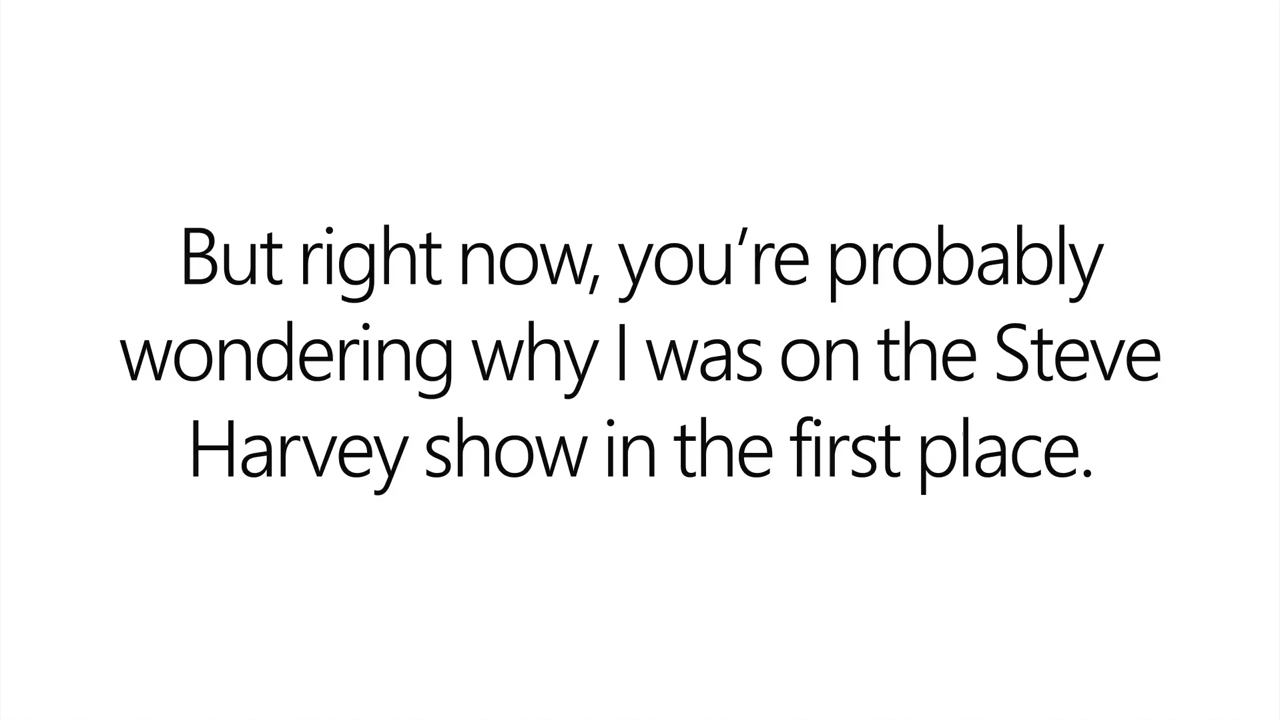 But right now, you’re probably
wondering why I was on the Steve
Harvey show in the first place.